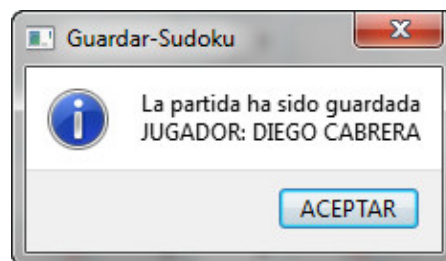 Guardar-Sudoku
La partida ha sido guardada
JUGADOR: DIEGO CABRERA
ACEPTAR